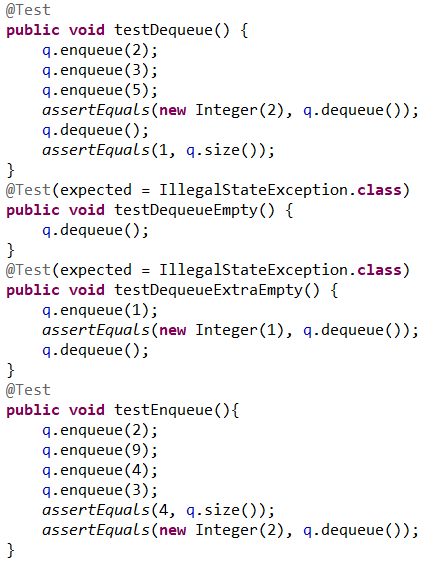 @Test
public void testDequeue() {
    q.enqueue(2);
    q.enqueue(3);
    q.enqueue(5);
    assertEquals(new Integer(2), q.dequeue());
    q.dequeue();
    assertEquals(1, q.size());
}
@Test(expected = IllegalStateException.class)
public void testDequeueEmpty() {
    q.dequeue();
}
@Test(expected = IllegalStateException.class)
public void testDequeueExtraEmpty() {
    q.enqueue(1);
    assertEquals(new Integer(1), q.dequeue());
    q.dequeue();
}
@Test
public void testEnqueue(){
    q.enqueue(2);
    q.enqueue(9);
    q.enqueue(4);
    q.enqueue(3);
    assertEquals(4, q.size());
    assertEquals(new Integer(2), q.dequeue());
}